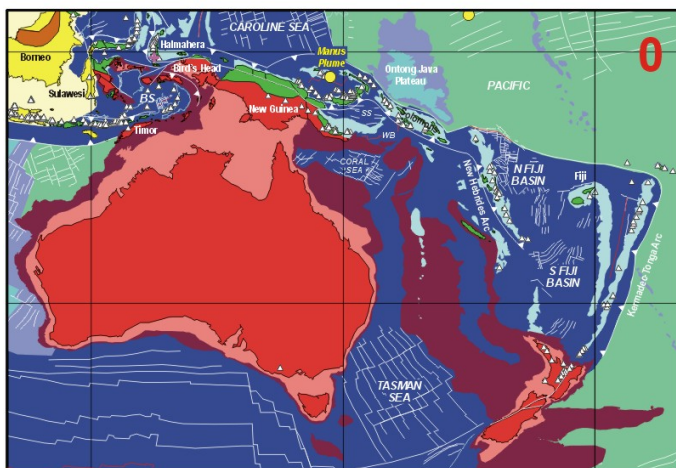 CAROLINE SEA
0
Halmahera
Borneo
Manus
Plume
Ontong Java
Plateau
Bird's Head
PACIFIC
Sulawesi
BS
New Guinea
SS
Solomons
Timor
WB
CORAL
SEA
New Hebrides Arc
N FIJI
BASIN
Fiji
S FIJI
BASIN
Kermadec-Tonga Arc
TASMAN
SEA